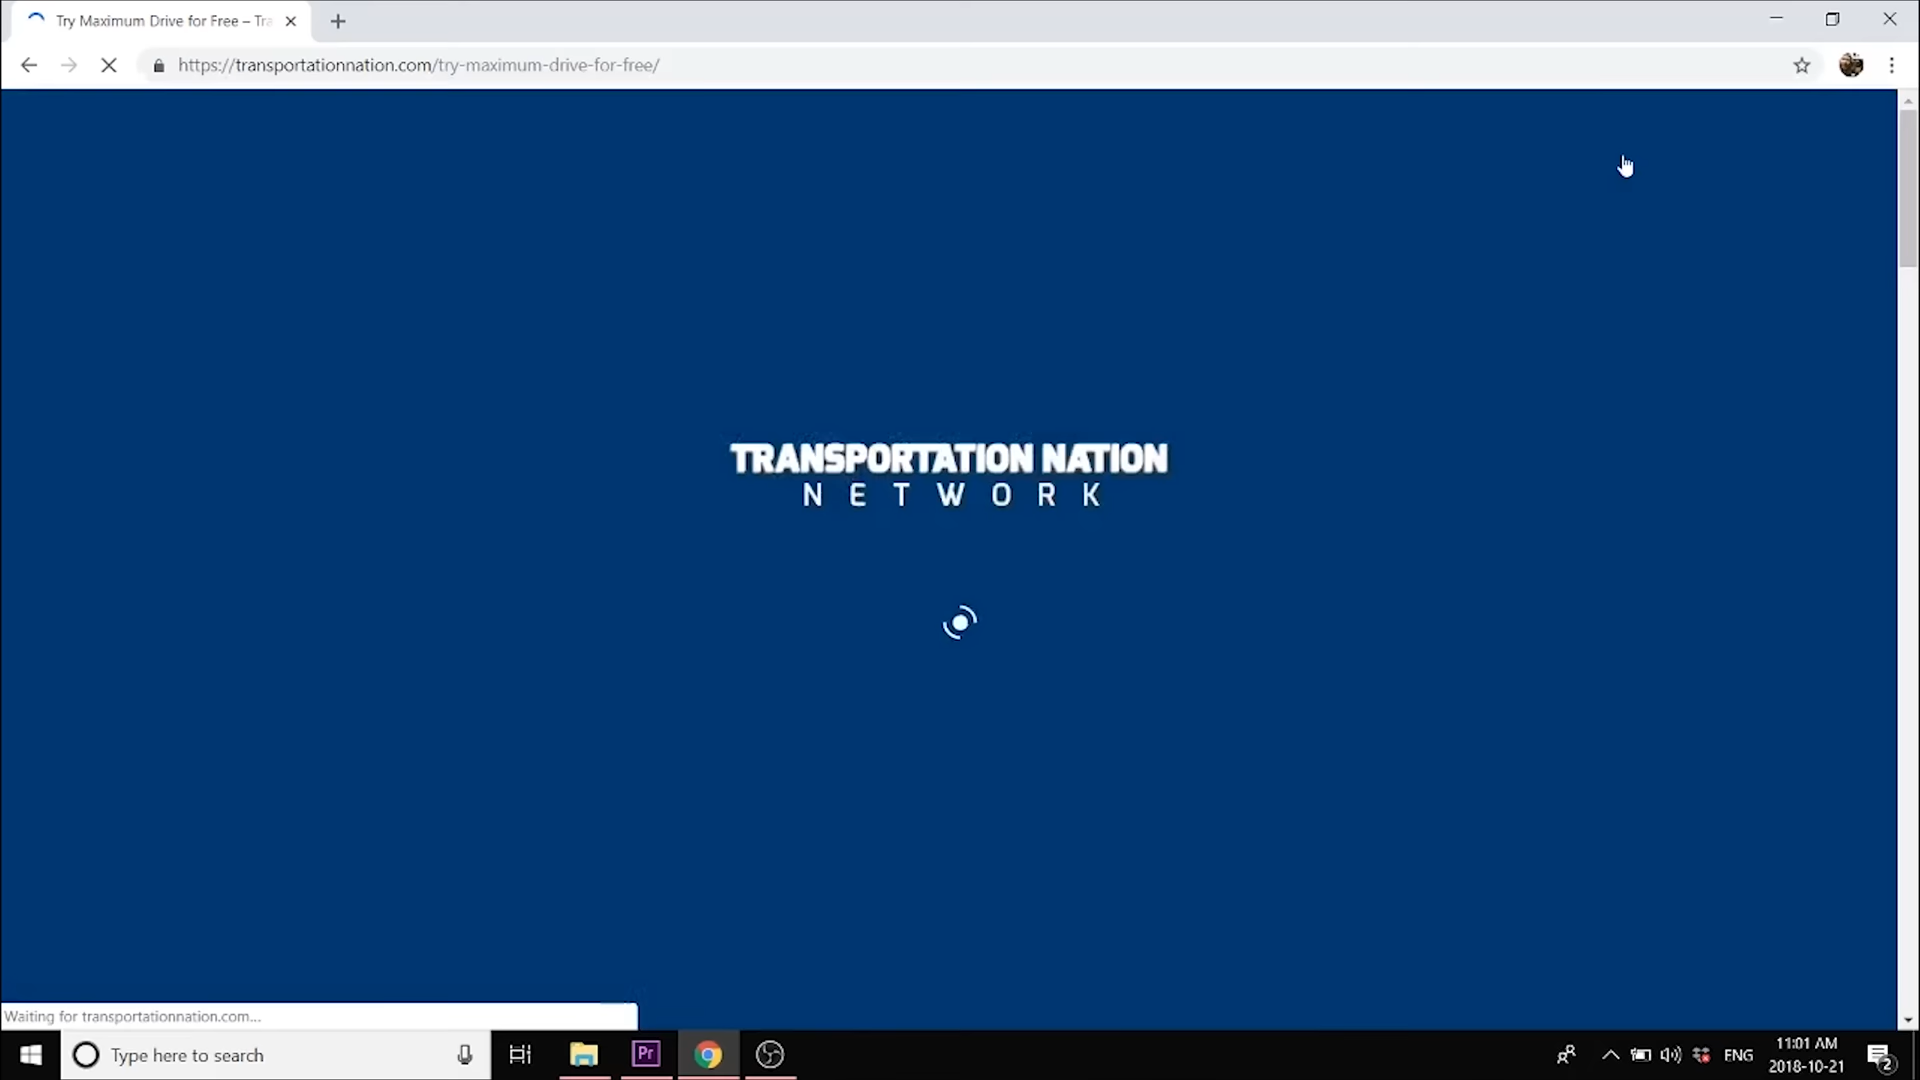 Try Maximum Drive for Free – Tra
https://transportationnation.com/try-maximum-drive-for-free/
TRANSPORTATION NATION
NETWORK
Waiting for transportationnation.com...
Type here to search
Pr
ENG
11:01 AM
2018-10-21
2